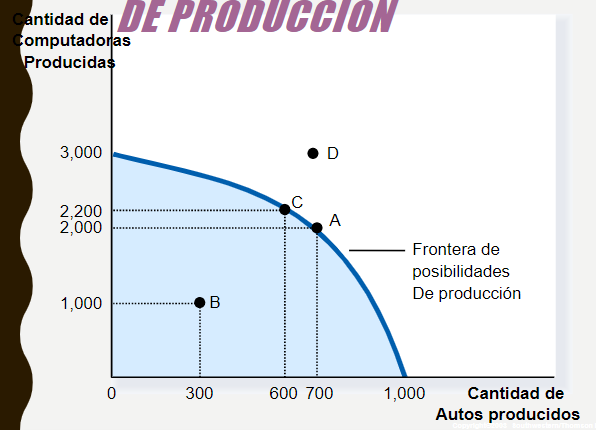 DE PRODUCCION
Cantidad de
Computadoras
Producidas
3,000
D
C
2,200
A
2,000
Frontera de
posibilidades
De producción
1,000
B
0
300
600
700
1,000
Cantidad de
Autos producidos